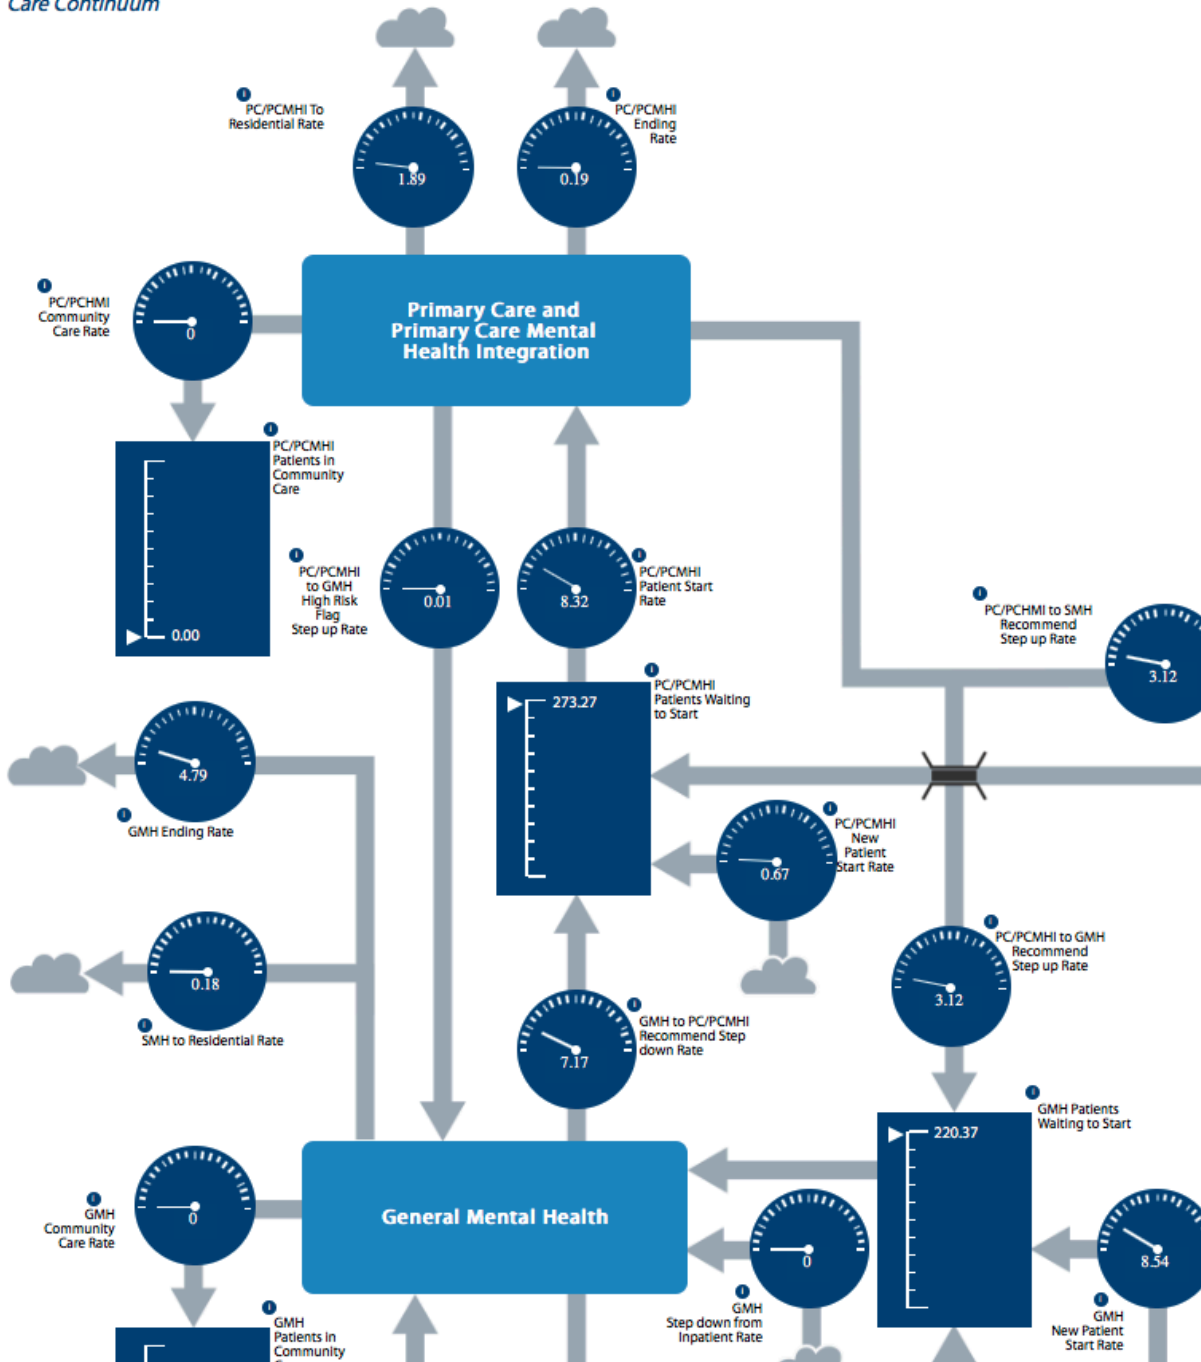 Care Continuum
PC/PCMHI To
Residential Rate
1.89
PC/PCMHI
Ending
Rate
0.19
PC/PCHMI
Community
Care Rate
0
Primary Care and
Primary Care Mental
Health Integration
PC/PCMHI
Patients in
Community
Care
0.00
PC/PCMHI
to GMH
High Risk
Flag
Step up Rate
0.01
8.32
PC/PCMHI
Patient Start
Rate
PC/PCHMI to SMH
Recommend
Step up Rate
3.12
273.27
PC/PCMHI
Patients Waiting
to Start
4.79
GMH Ending Rate
0.67
PC/PCMHI
New
Patient
Start Rate
0.18
SMH to Residential Rate
PC/PCMHI to GMH
Recommend
Step up Rate
3.12
7.17
GMH to PC/PCMHI
Recommend Step
down Rate
220.37
GMH Patients
Waiting to Start
GMH
Community
Care Rate
0
General Mental Health
0
GMH
Step down from
Inpatient Rate
8.54
GMH
New Patient
Start Rate
GMH
Patients in
Community